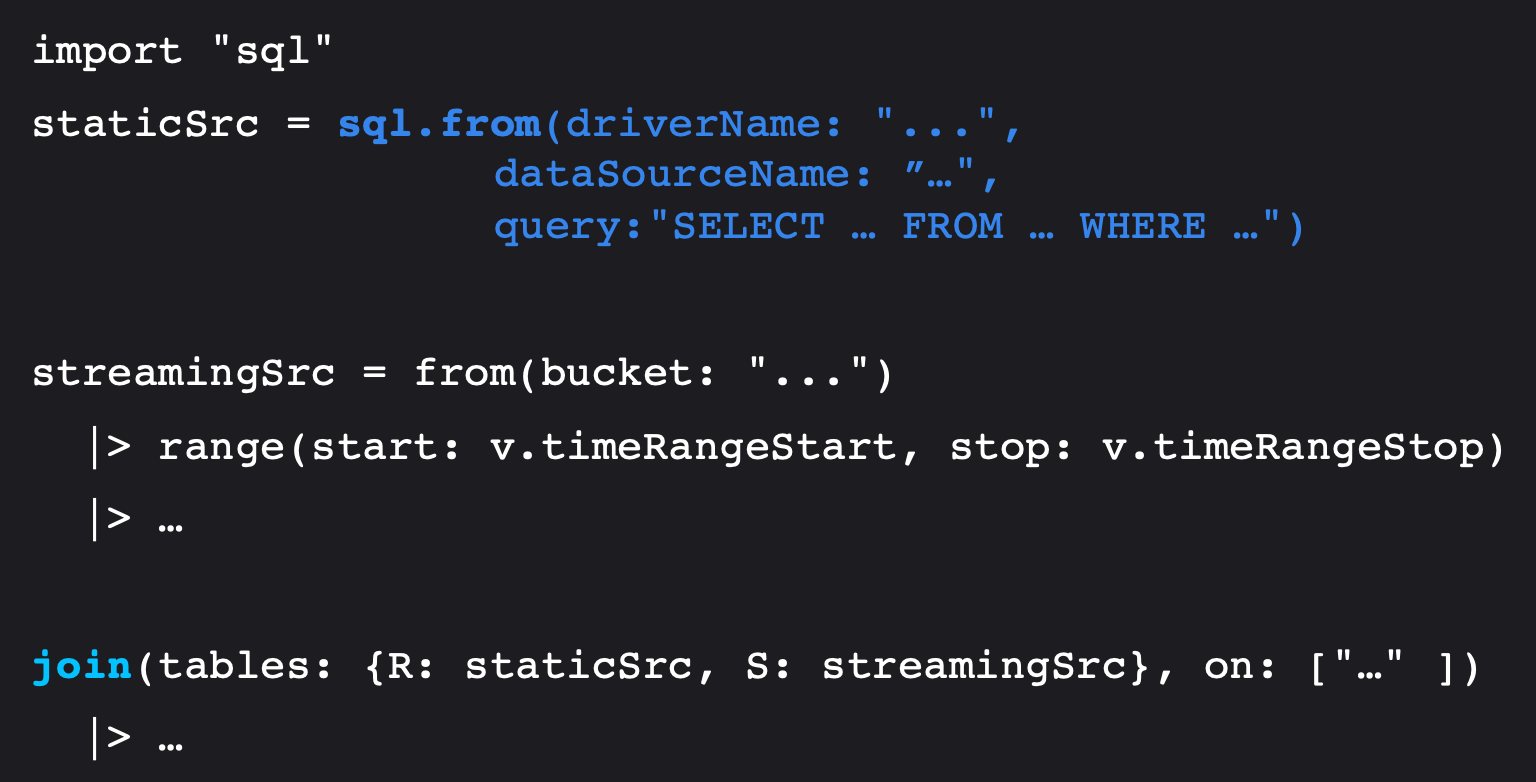 import "sql"
staticSrc = sql.from(driverName: "...",
dataSourceName: ”…",
query:"SELECT … FROM … WHERE …")
streamingSrc = from(bucket: "...")
|> range(start: v.timeRangeStart, stop: v.timeRangeStop)
|> …
join(tables: {R: staticSrc, S: streamingSrc}, on: ["…" ])
|> …